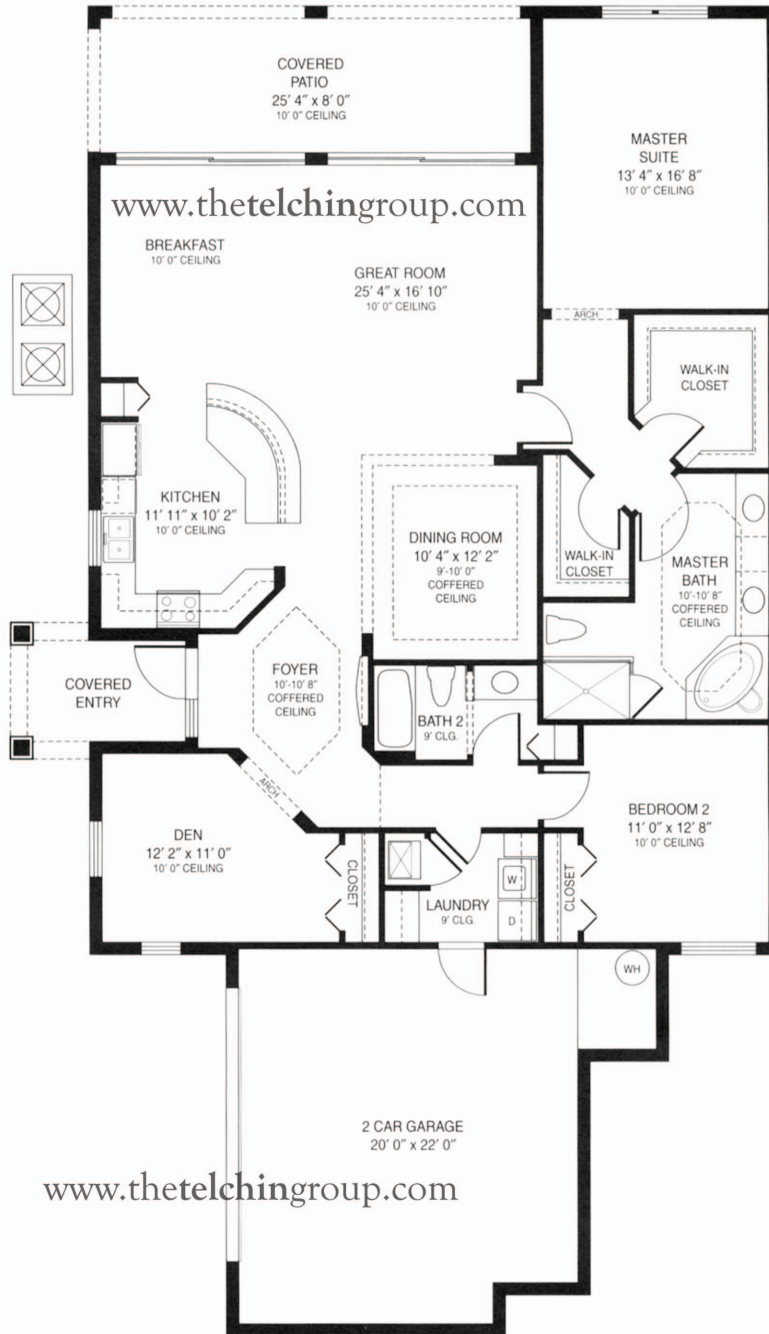 COVERED
PATIO
25' 4" x 8' 0"
10' 0" CEILING
MASTER
SUITE
13' 4" x 16' 8"
10' 0" CEILING
www.thetelchingroup.com
BREAKFAST
10' 0" CEILING
GREAT ROOM
25' 4" x 16' 10"
10' 0" CEILING
ARCH
WALK-IN
CLOSET
KITCHEN
11' 11" x 10' 2"
10' 0" CEILING
DINING ROOM
10' 4" x 12' 2"
9'-10' 0"
COFFERED
CEILING
WALK-IN
CLOSET
MASTER
BATH
10'-10' 8"
COFFERED
CEILING
COVERED
ENTRY
FOYER
10'-10' 8"
COFFERED
CEILING
BATH 2
9' CLG.
ARCH
DEN
12' 2" x 11' 0"
10' 0" CEILING
CLOSET
LAUNDRY
9' CLG.
W
D
CLOSET
BEDROOM 2
11' 0" x 12' 8"
10' 0" CEILING
WH
2 CAR GARAGE
20' 0" x 22' 0"
www.thetelchingroup.com